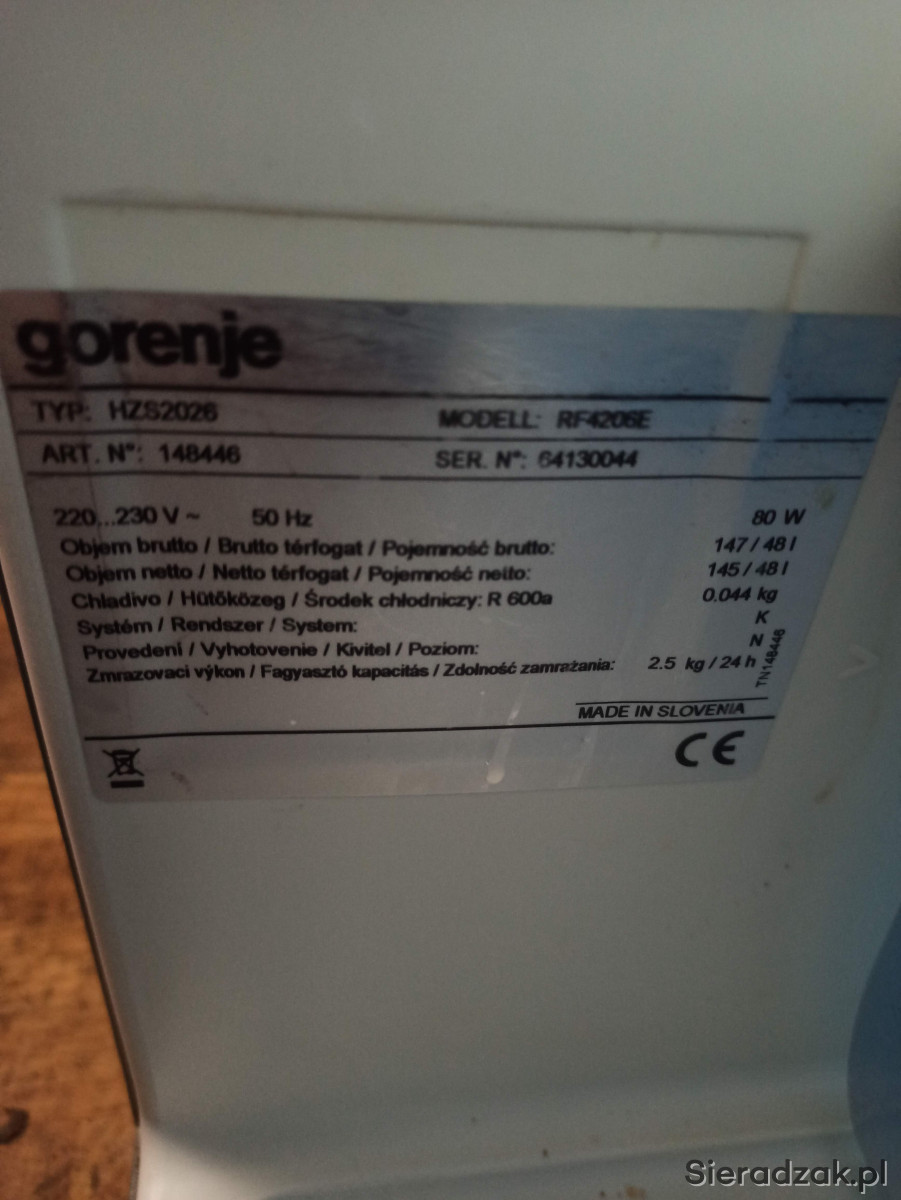 gorenje
TYP: HZS2026 MODELL: RF4206E
ART. N°: 148446 SER. N°: 64130044
220...230 V ~ 50 Hz 80 W
Objem brutto / Brutto térfogat / Pojemność brutto: 147 / 48 l
Objem netto / Netto térfogat / Pojemność netto: 145 / 48 l
Chladivo / Hűtőközeg / Środek chłodniczy: R 600a 0.044 kg
Systém / Rendszer / System: K
Provedení / Vyhotovenie / Kivitel / Poziom: N
Zmrazovací výkon / Fagyasztó kapacitás / Zdolność zamrażania: 2.5 kg / 24 h
TN148446
MADE IN SLOVENIA
CE
Sieradzak.pl